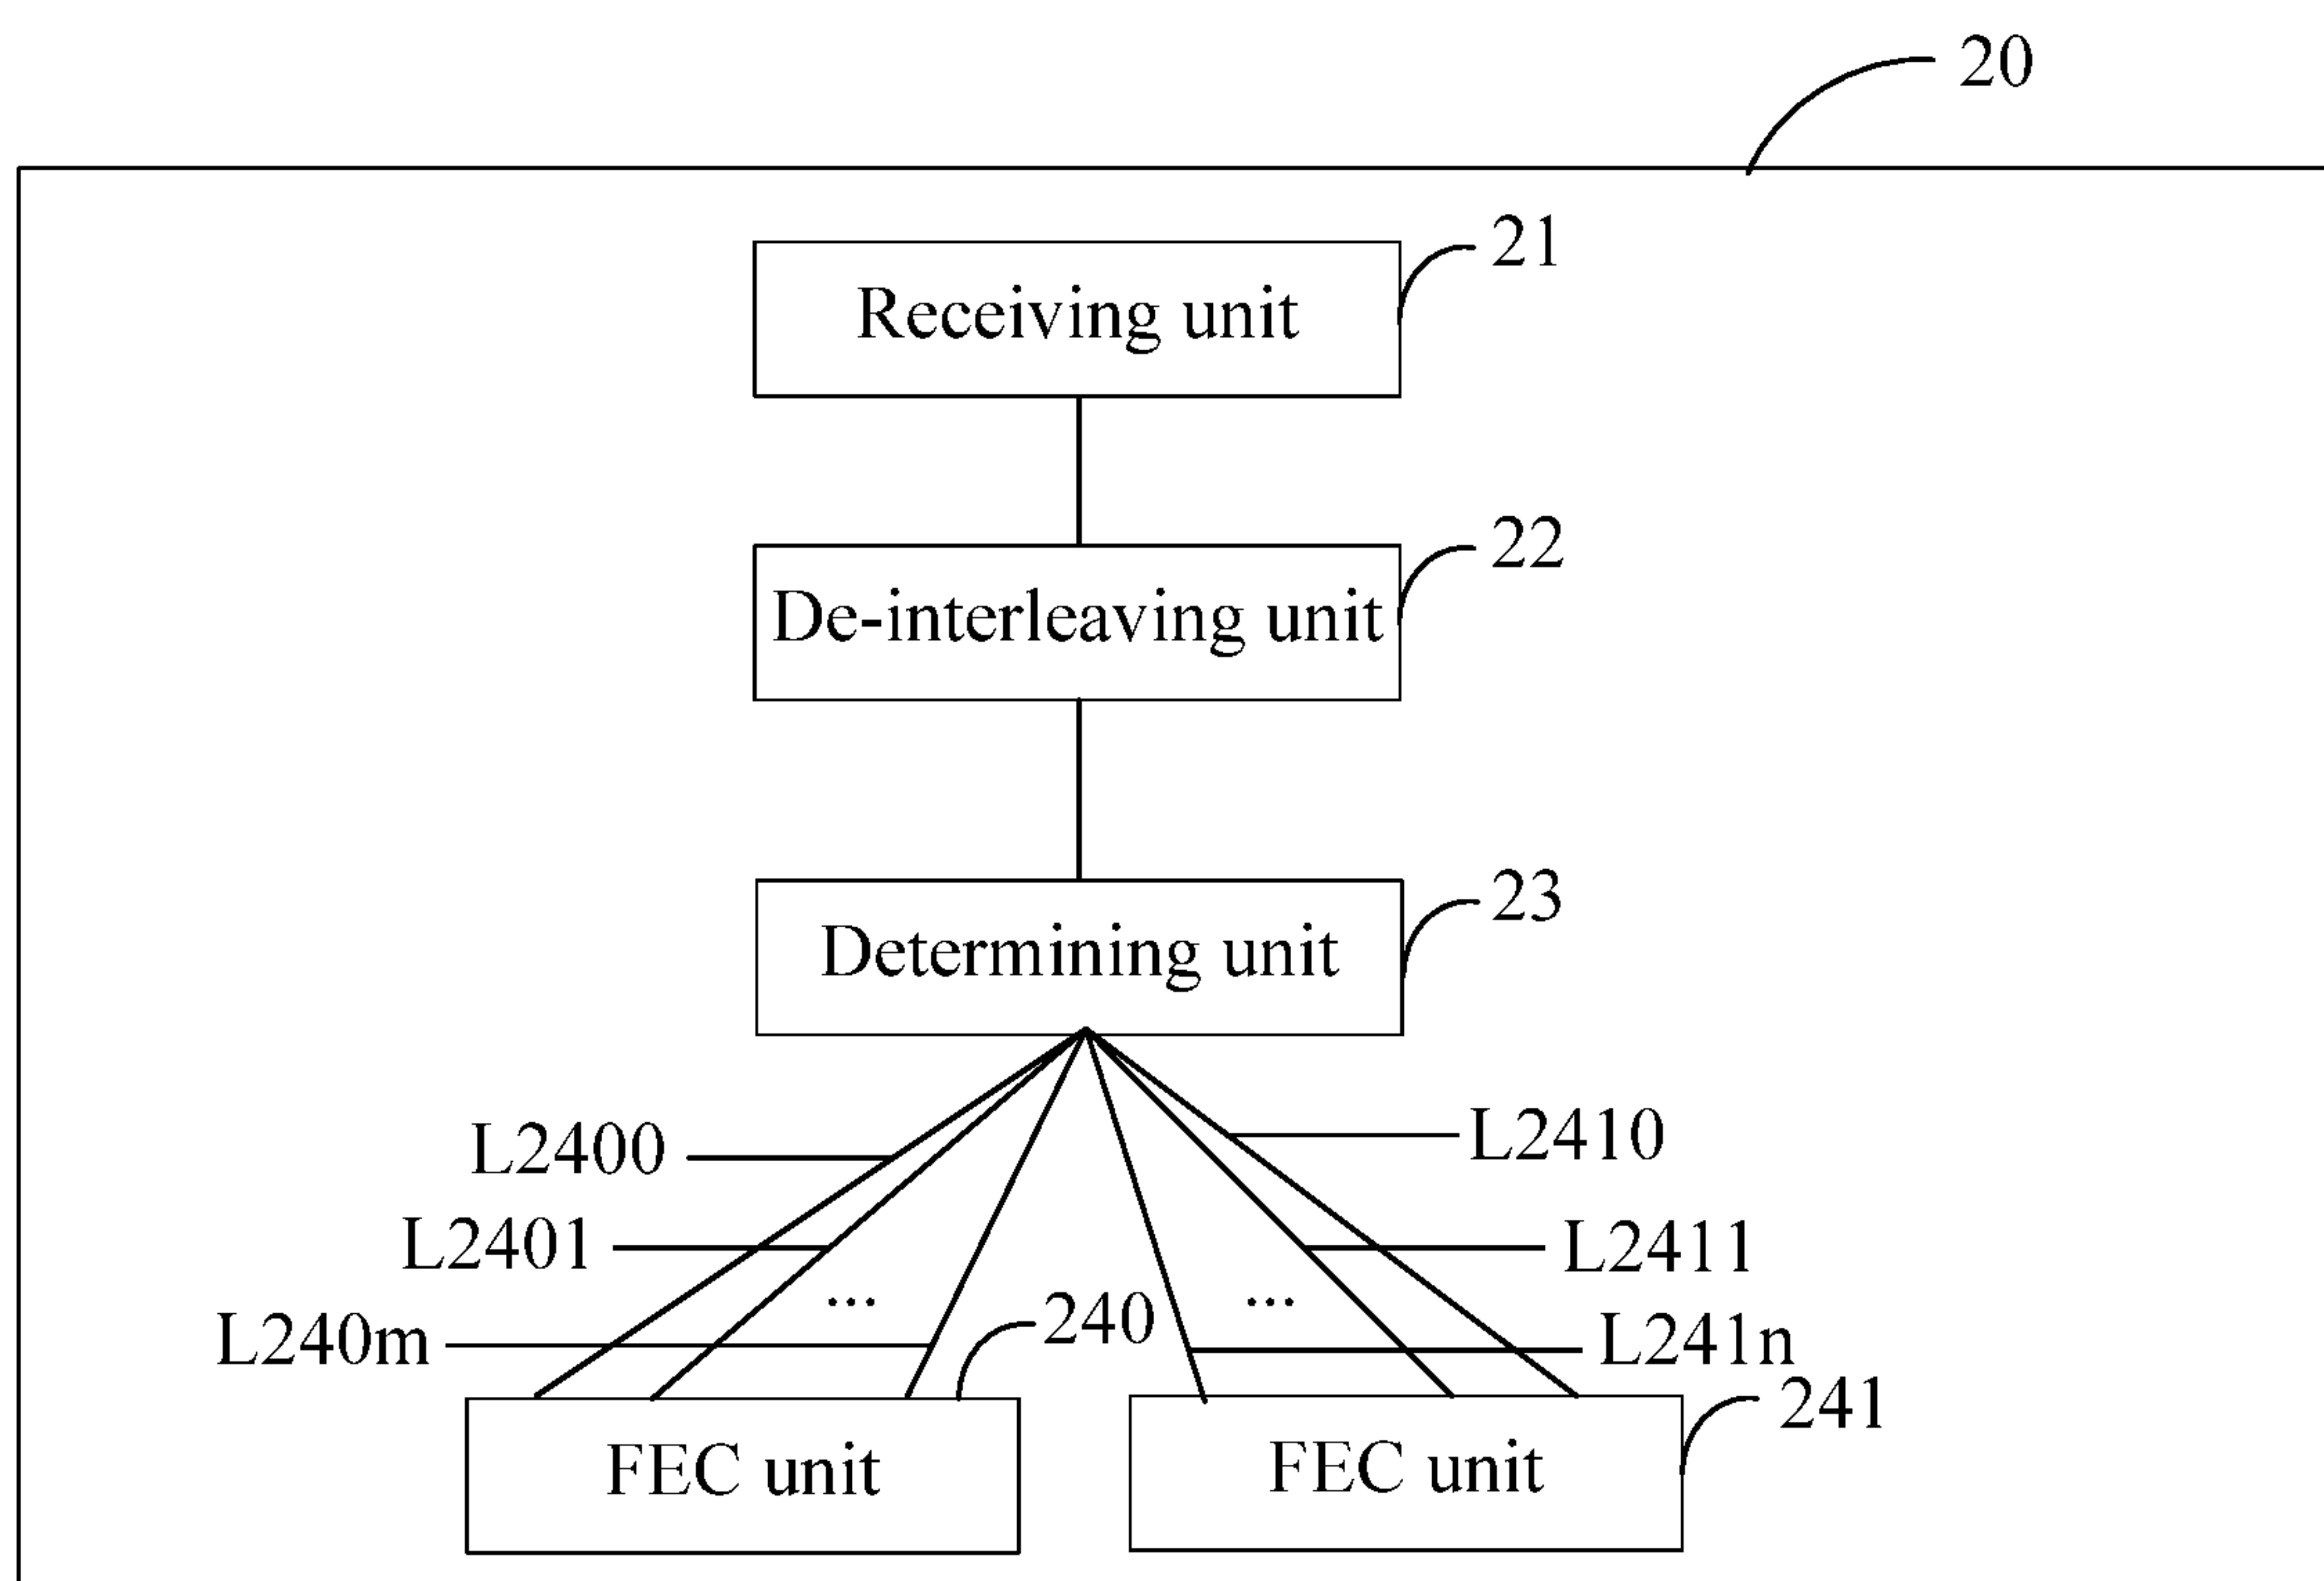 20
21
Receiving unit
22
De-interleaving unit
23
Determining unit
L2400
L2410
L2401
L2411
...
...
240
L240m
L241n
241
FEC unit
FEC unit